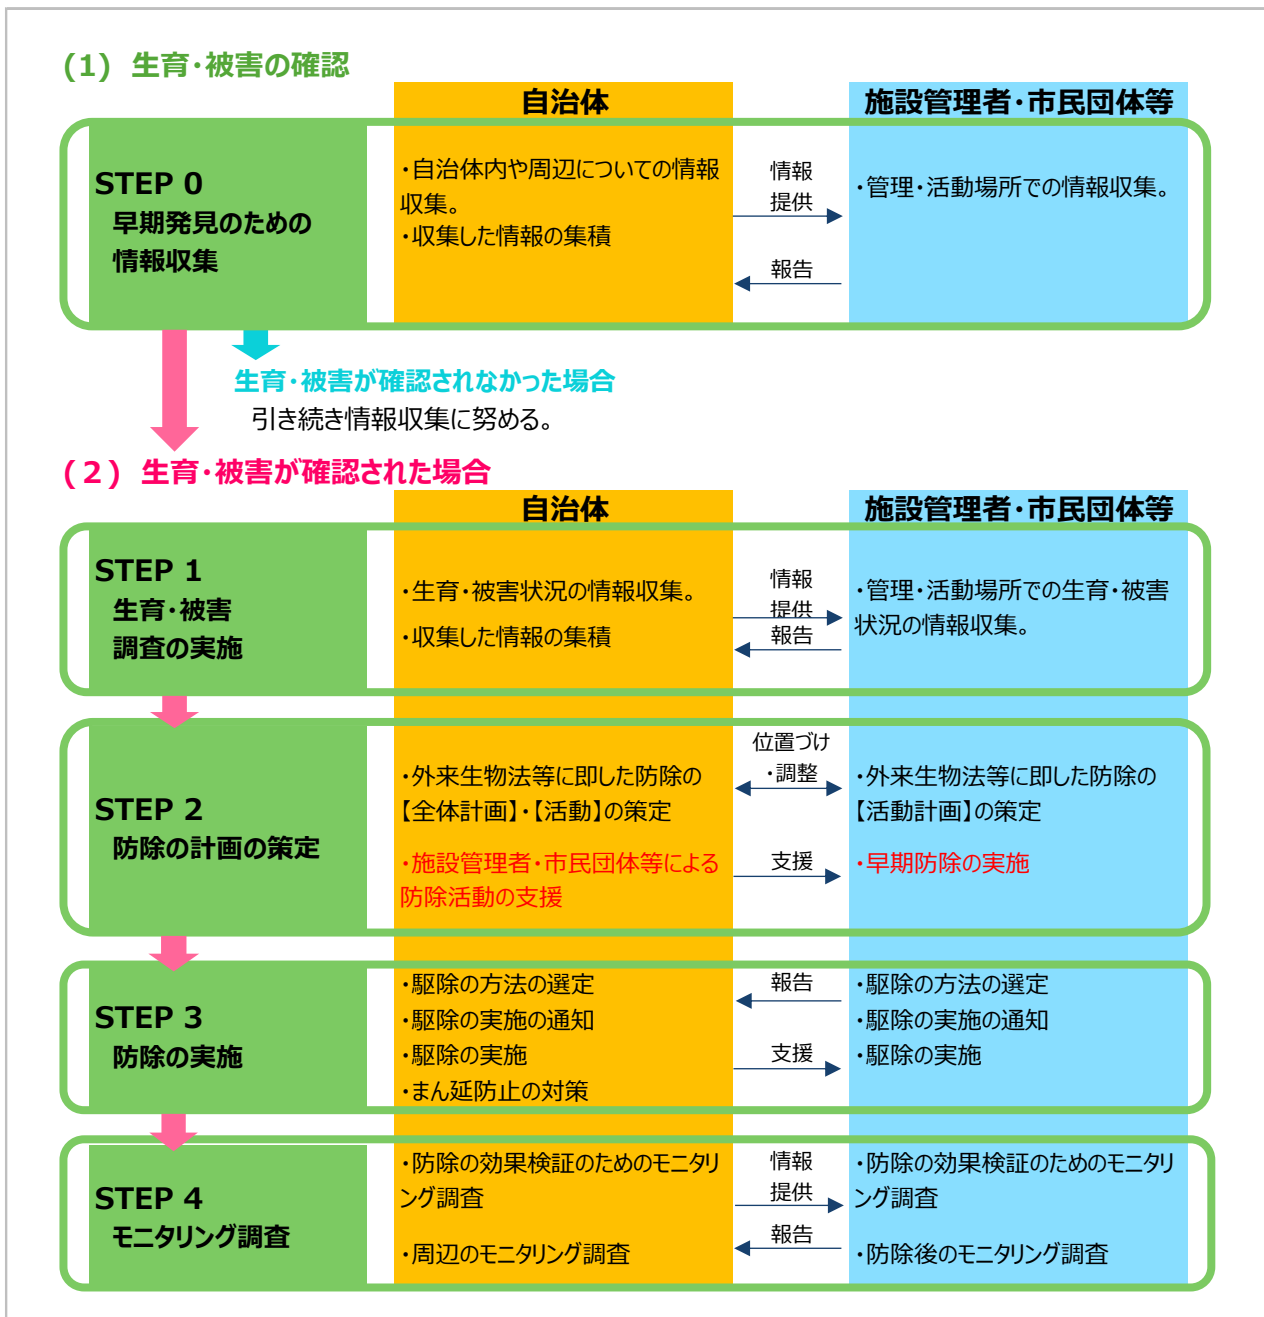 (1) 生育・被害の確認
自治体
施設管理者・市民団体等
STEP 0
早期発見のための
情報収集
・自治体内や周辺についての情報
収集。
・収集した情報の集積
情報
提供
報告
・管理・活動場所での情報収集。
生育・被害が確認されなかった場合
引き続き情報収集に努める。
(2) 生育・被害が確認された場合
自治体
施設管理者・市民団体等
STEP 1
生育・被害
調査の実施
・生育・被害状況の情報収集。
・収集した情報の集積
情報
提供
報告
・管理・活動場所での生育・被害
状況の情報収集。
STEP 2
防除の計画の策定
・外来生物法等に即した防除の
【全体計画】・【活動】の策定
・施設管理者・市民団体等による
防除活動の支援
位置づけ
・調整
支援
・外来生物法等に即した防除の
【活動計画】の策定
・早期防除の実施
STEP 3
防除の実施
・駆除の方法の選定
・駆除の実施の通知
・駆除の実施
・まん延防止の対策
報告
支援
・駆除の方法の選定
・駆除の実施の通知
・駆除の実施
STEP 4
モニタリング調査
・防除の効果検証のためのモニタリ
ング調査
・周辺のモニタリング調査
情報
提供
報告
・防除の効果検証のためのモニタリ
ング調査
・防除後のモニタリング調査